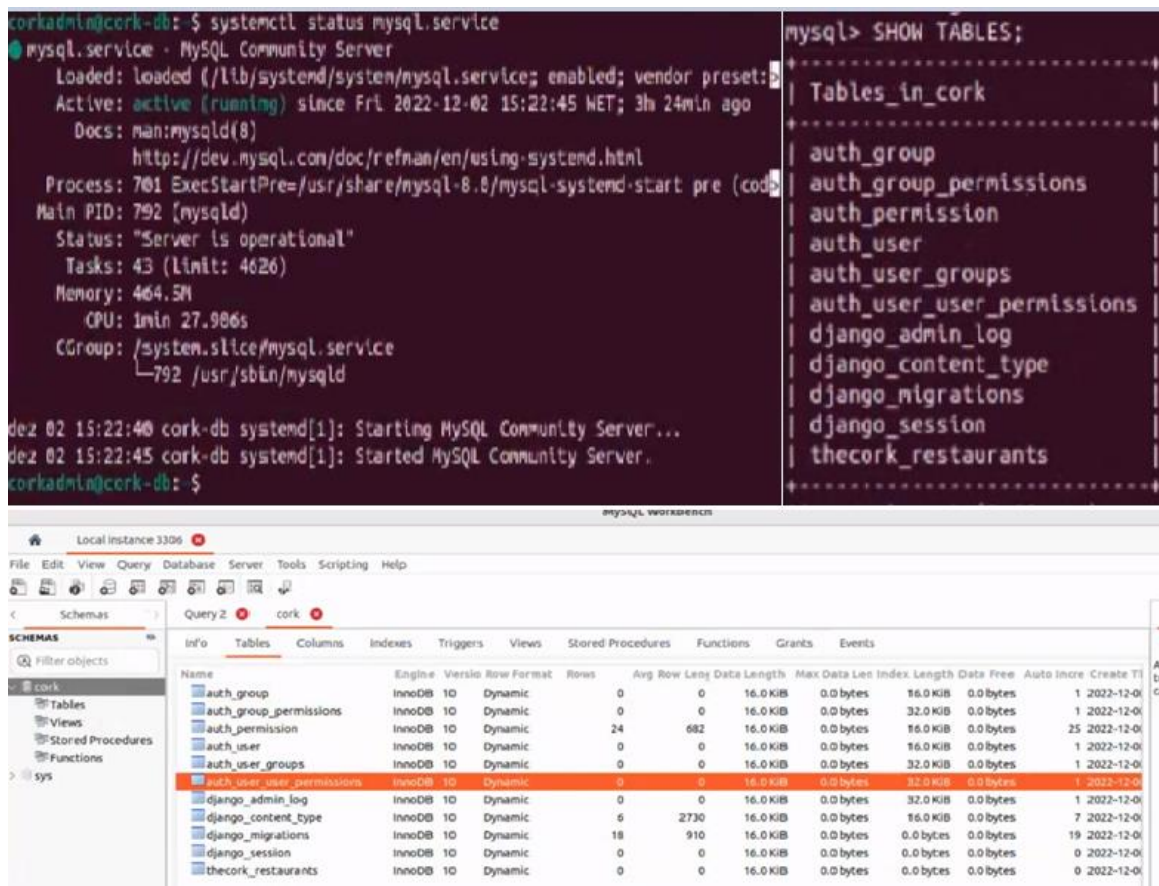 corkadmin@cork-db:~$ systemctl status mysql.service
mysql.service - MySQL Community Server
Loaded: loaded (/lib/systemd/system/mysql.service; enabled; vendor preset:>
Active: active (running) since Fri 2022-12-02 15:22:45 WET; 3h 24min ago
Docs: man:mysqld(8)
http://dev.mysql.com/doc/refman/en/using-systemd.html
Process: 701 ExecStartPre=/usr/share/mysql-8.0/mysql-systemd-start pre (cod>
Main PID: 792 (mysqld)
Status: "Server is operational"
Tasks: 43 (limit: 4626)
Memory: 464.5M
CPU: 1min 27.906s
CGroup: /system.slice/mysql.service
└─792 /usr/sbin/mysqld
dez 02 15:22:40 cork-db systemd[1]: Starting MySQL Community Server...
dez 02 15:22:45 cork-db systemd[1]: Started MySQL Community Server.
corkadmin@cork-db:~$
mysql> SHOW TABLES;
Tables_in_cork
auth_group
auth_group_permissions
auth_permission
auth_user
auth_user_groups
auth_user_user_permissions
django_admin_log
django_content_type
django_migrations
django_session
thecork_restaurants
MySQL Workbench
Local instance 3306
File Edit View Query Database Server Tools Scripting Help
Schemas Query 2 cork
SCHEMAS
Filter objects
cork
Tables
Views
Stored Procedures
Functions
sys
Info Tables Columns Indexes Triggers Views Stored Procedures Functions Grants Events
Name Engine Versio Row Format Rows Avg Row Leng Data Length Max Data Len Index Length Data Free Auto Incre Create Ti
auth_group InnoDB 10 Dynamic 0 0 16.0 KiB 0.0 bytes 16.0 KiB 0.0 bytes 1 2022-12-0
auth_group_permissions InnoDB 10 Dynamic 0 0 16.0 KiB 0.0 bytes 32.0 KiB 0.0 bytes 1 2022-12-0
auth_permission InnoDB 10 Dynamic 24 682 16.0 KiB 0.0 bytes 16.0 KiB 0.0 bytes 25 2022-12-0
auth_user InnoDB 10 Dynamic 0 0 16.0 KiB 0.0 bytes 16.0 KiB 0.0 bytes 1 2022-12-0
auth_user_groups InnoDB 10 Dynamic 0 0 16.0 KiB 0.0 bytes 32.0 KiB 0.0 bytes 1 2022-12-0
auth_user_user_permissions InnoDB 10 Dynamic 0 0 16.0 KiB 0.0 bytes 32.0 KiB 0.0 bytes 1 2022-12-0
django_admin_log InnoDB 10 Dynamic 0 0 16.0 KiB 0.0 bytes 32.0 KiB 0.0 bytes 1 2022-12-0
django_content_type InnoDB 10 Dynamic 6 2730 16.0 KiB 0.0 bytes 16.0 KiB 0.0 bytes 7 2022-12-0
django_migrations InnoDB 10 Dynamic 18 910 16.0 KiB 0.0 bytes 0.0 bytes 0.0 bytes 19 2022-12-0
django_session InnoDB 10 Dynamic 0 0 16.0 KiB 0.0 bytes 0.0 bytes 0.0 bytes 0 2022-12-0
thecork_restaurants InnoDB 10 Dynamic 0 0 16.0 KiB 0.0 bytes 0.0 bytes 0.0 bytes 0 2022-12-0